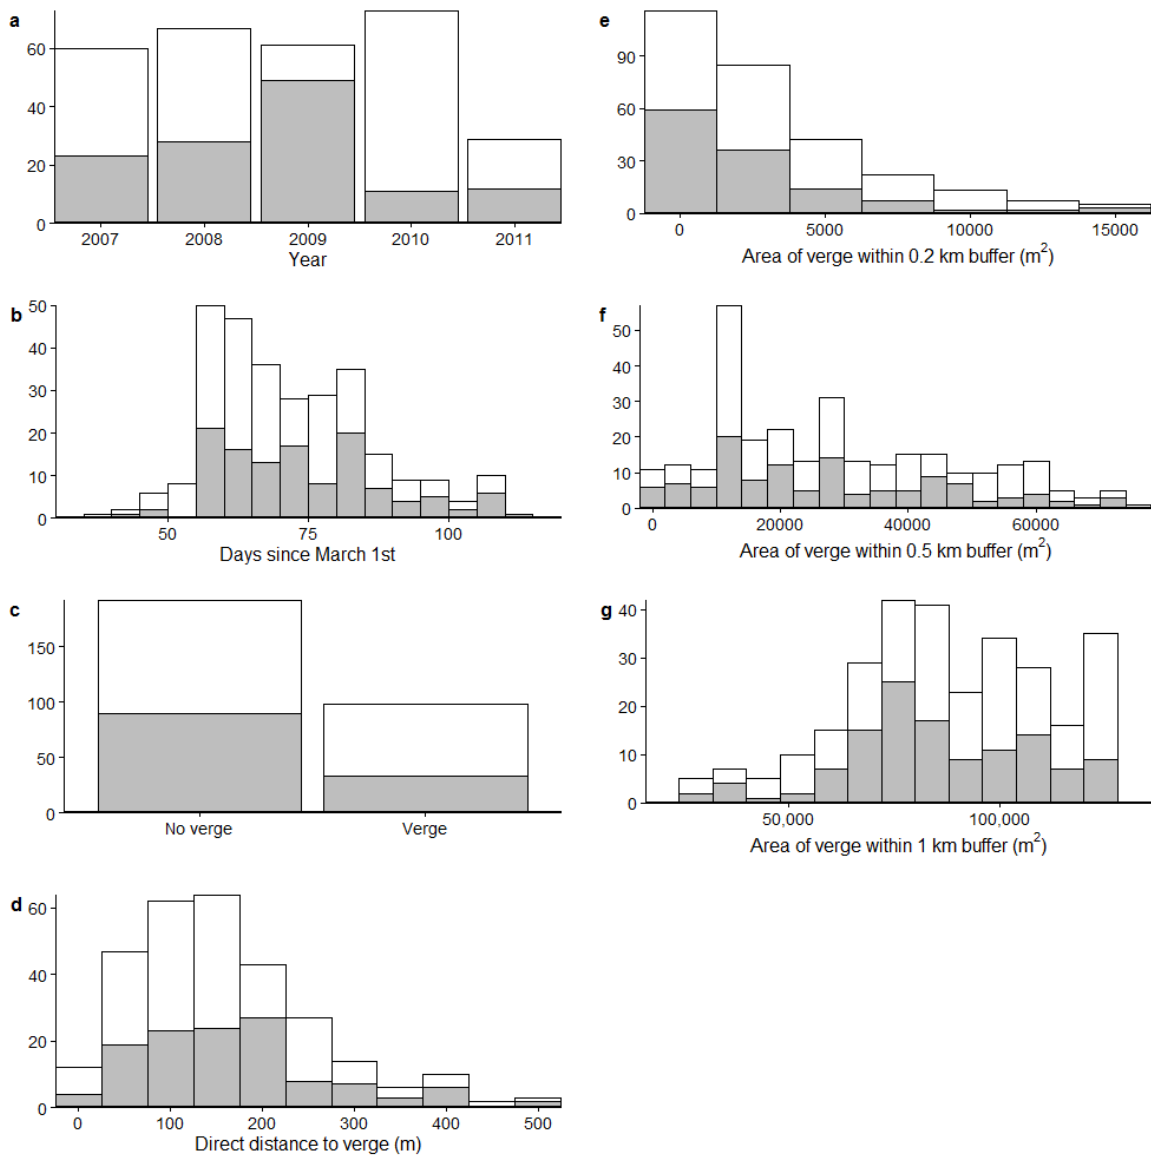 a
60
40
20
0
2007 2008 2009 2010 2011
Year
b
50
40
30
20
10
0
50 75 100
Days since March 1st
c
150
100
50
0
No verge Verge
d
60
40
20
0
0 100 200 300 400 500
Direct distance to verge (m)
e
90
60
30
0
0 5000 10000 15000
Area of verge within 0.2 km buffer (m²)
f
50
40
30
20
10
0
0 20000 40000 60000
Area of verge within 0.5 km buffer (m²)
g
40
30
20
10
0
50,000 100,000
Area of verge within 1 km buffer (m²)